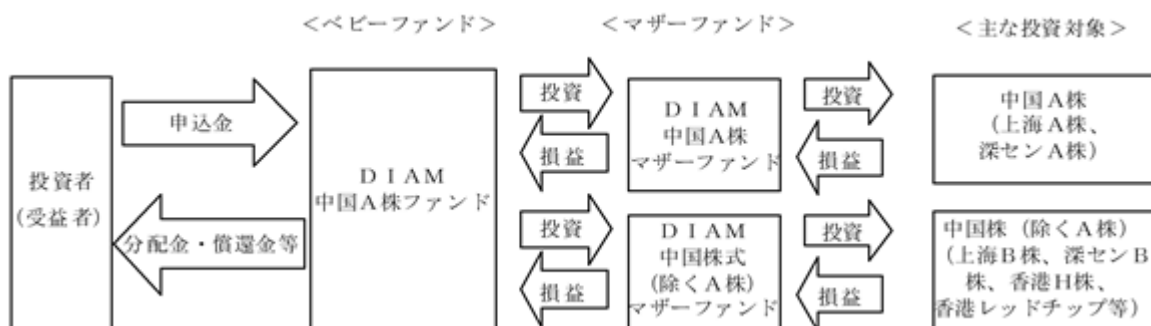 ＜ベビーファンド＞
＜マザーファンド＞
＜主な投資対象＞
投資者
(受益者)
申込金
分配金・償還金等
ＤＩＡＭ
中国Ａ株ファンド
投資
損益
投資
損益
ＤＩＡＭ
中国Ａ株
マザーファンド
ＤＩＡＭ
中国株式
(除くＡ株)
マザーファンド
投資
損益
投資
損益
中国Ａ株
（上海Ａ株、
深センＡ株）
中国株（除くＡ株）
（上海Ｂ株、深センＢ
株、香港Ｈ株、
香港レッドチップ等）